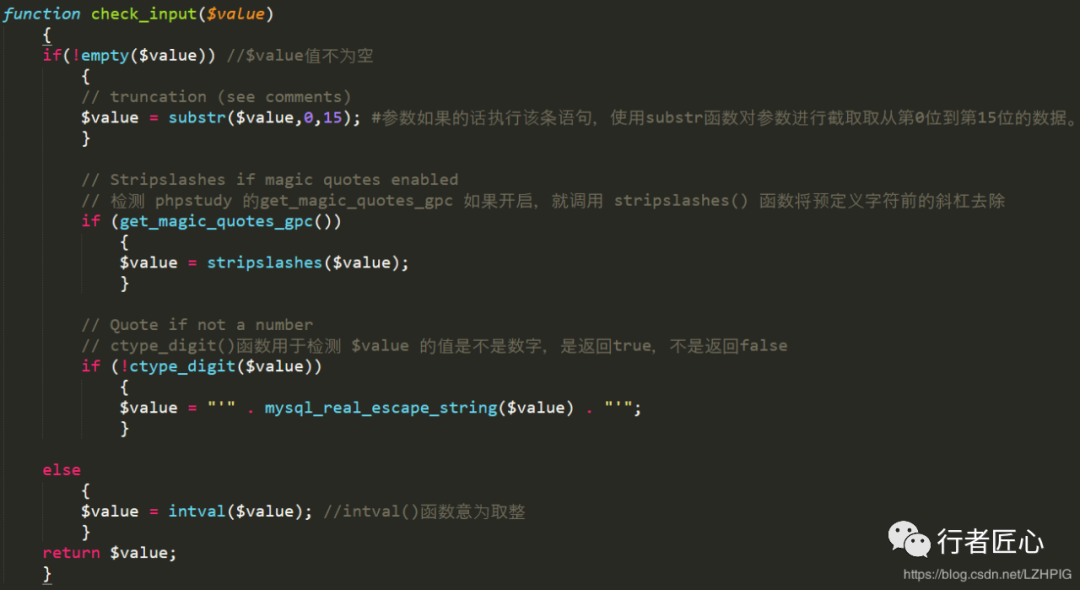 function check_input($value)
{
if(!empty($value)) //$value值不为空
{
// truncation (see comments)
$value = substr($value,0,15); #参数如果的话执行该条语句，使用substr函数对参数进行截取取从第0位到第15位的数据。
}
// Stripslashes if magic quotes enabled
// 检测 phpstudy 的get_magic_quotes_gpc 如果开启，就调用 stripslashes() 函数将预定义字符前的斜杠去除
if (get_magic_quotes_gpc())
{
$value = stripslashes($value);
}
// Quote if not a number
// ctype_digit()函数用于检测 $value 的值是不是数字，是返回true，不是返回false
if (!ctype_digit($value))
{
$value = "'" . mysql_real_escape_string($value) . "'";
}
else
{
$value = intval($value); //intval()函数意为取整
}
return $value;
}
行者匠心
https://blog.csdn.net/LZHPIG